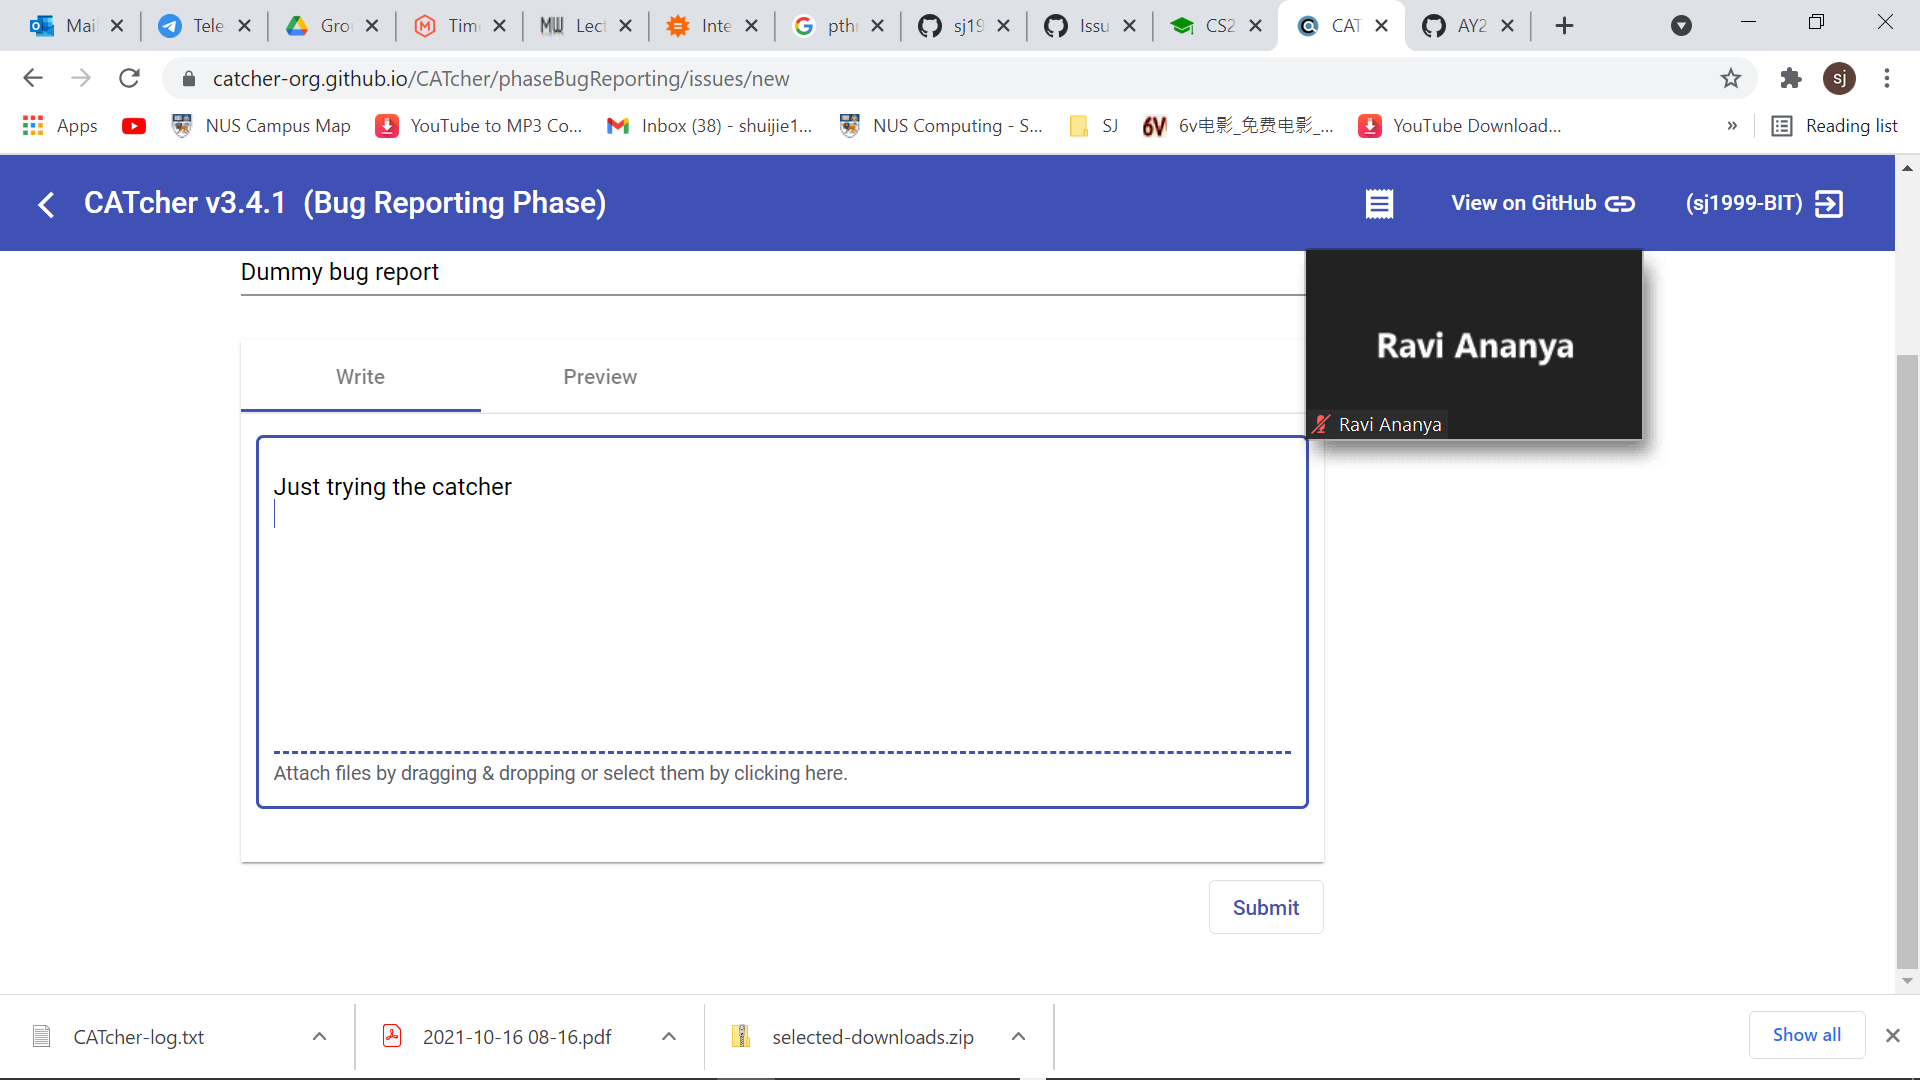 Mail Tele Gro Time MW Lect Inte pth sj19 Issu CS2 CAT AY2
catcher-org.github.io/CATcher/phaseBugReporting/issues/new sj
Apps NUS Campus Map YouTube to MP3 Co... Inbox (38) - shuijie1... NUS Computing - S... SJ 6V 6v电影_免费电影_... YouTube Download... » Reading list
CATcher v3.4.1 (Bug Reporting Phase) View on GitHub (sj1999-BIT)
Dummy bug report
Ravi Ananya
Write Preview
Ravi Ananya
Just trying the catcher
Attach files by dragging & dropping or select them by clicking here.
Submit
CATcher-log.txt 2021-10-16 08-16.pdf selected-downloads.zip Show all